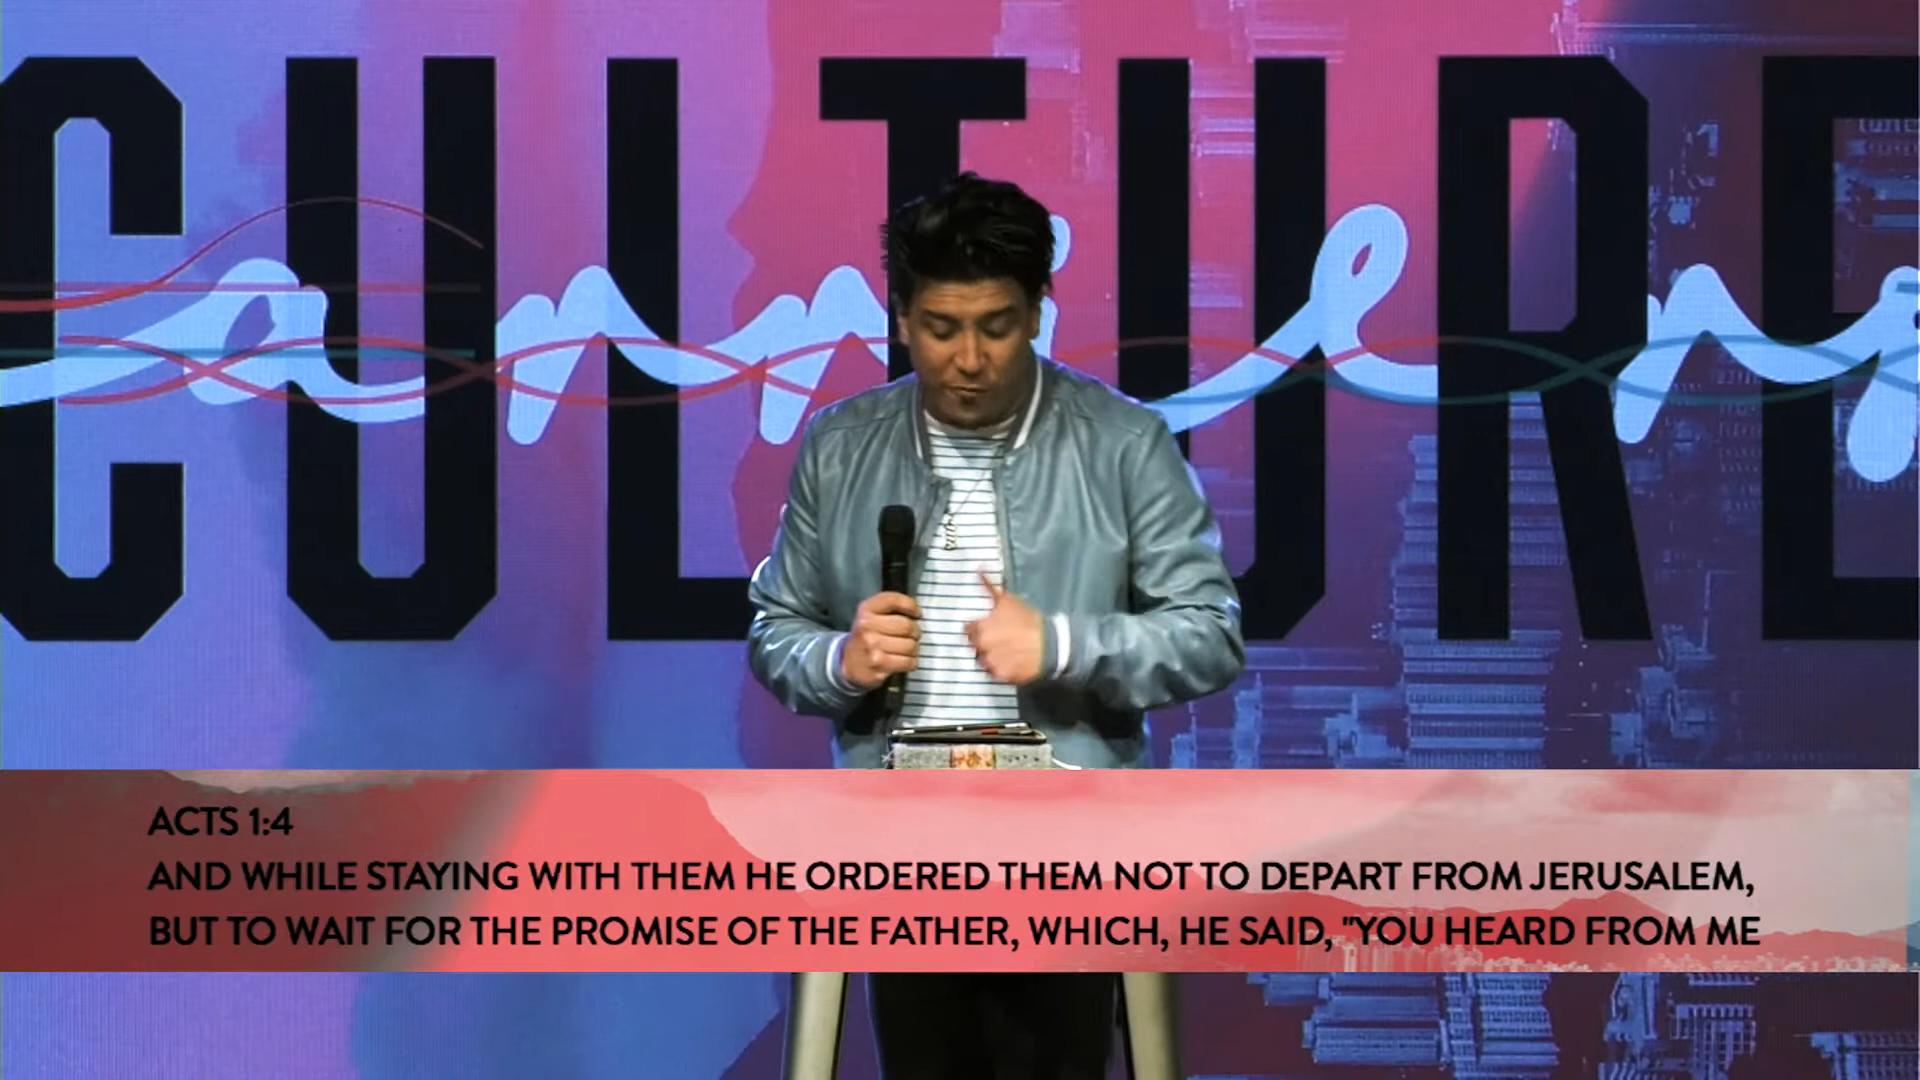 CULTURE
carriers
ACTS 1:4
AND WHILE STAYING WITH THEM HE ORDERED THEM NOT TO DEPART FROM JERUSALEM,
BUT TO WAIT FOR THE PROMISE OF THE FATHER, WHICH, HE SAID, "YOU HEARD FROM ME